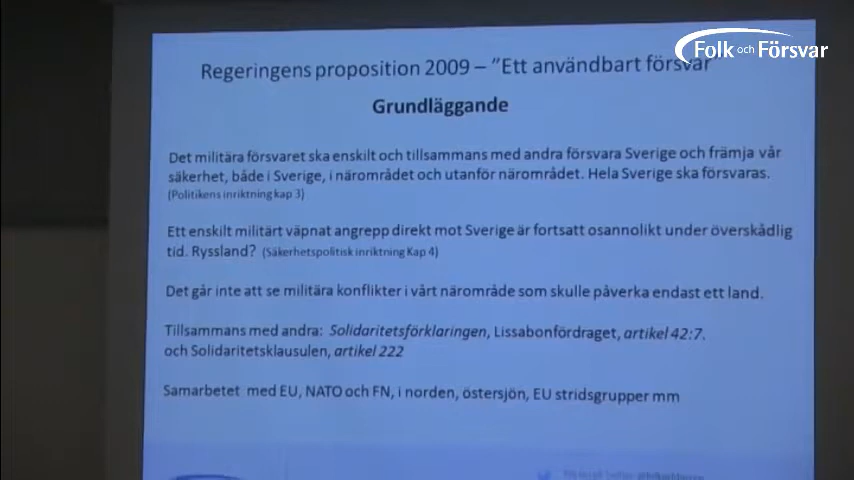 Folk och Försvar
Regeringens proposition 2009 – ”Ett användbart försvar
Grundläggande
Det militära försvaret ska enskilt och tillsammans med andra försvara Sverige och främja vår
säkerhet, både i Sverige, i närområdet och utanför närområdet. Hela Sverige ska försvaras.
(Politikens inriktning kap 3)
Ett enskilt militärt väpnat angrepp direkt mot Sverige är fortsatt osannolikt under överskådlig
tid. Ryssland? (Säkerhetspolitisk inriktning Kap 4)
Det går inte att se militära konflikter i vårt närområde som skulle påverka endast ett land.
Tillsammans med andra: Solidaritetsförklaringen, Lissabonfördraget, artikel 42:7.
och Solidaritetsklausulen, artikel 222
Samarbetet med EU, NATO och FN, i norden, östersjön, EU stridsgrupper mm